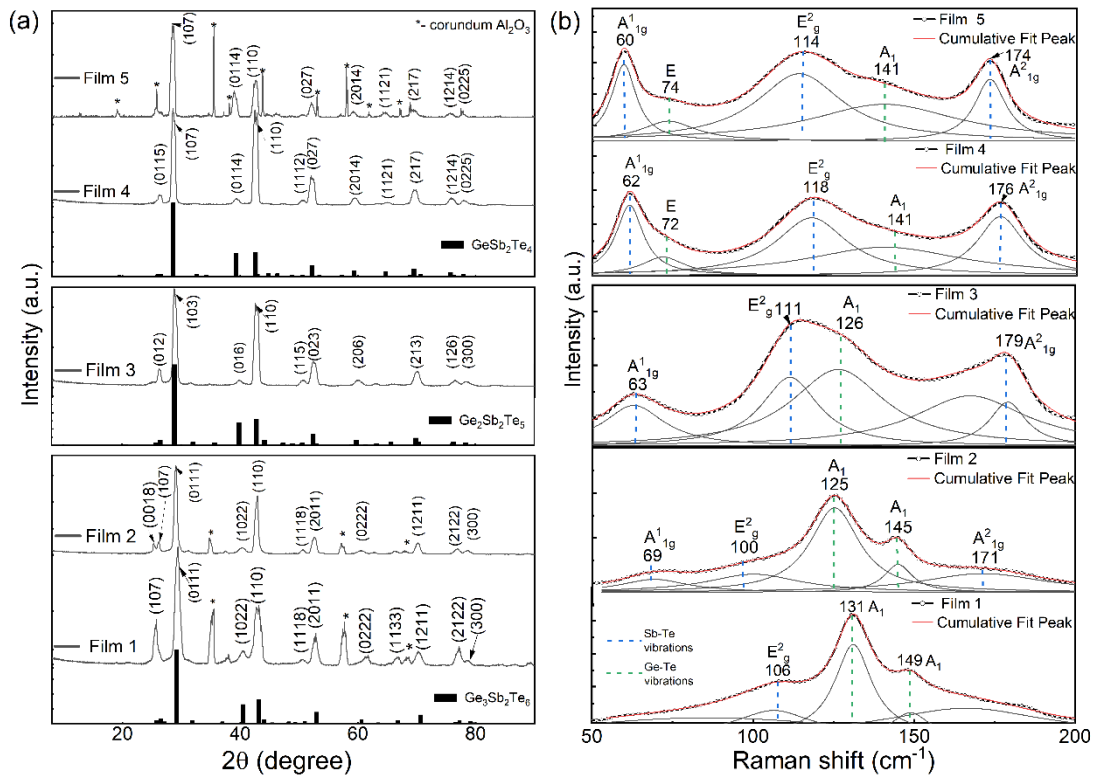 (a)
*- corundum Al2O3
(107)
Film 5
(0114)
(110)
(027)
(2014)
(1121)
(217)
(1214)
(0225)
(107)
(110)
Film 4
(0115)
(0114)
(1112)
(027)
(2014)
(1121)
(217)
(1214)
(0225)
GeSb2Te4
(103)
(110)
Film 3
(012)
(016)
(115)
(023)
(206)
(213)
(126)
(300)
Ge2Sb2Te5
Film 2
(0018)
(107)
(0111)
(1022)
(110)
(1118)
(2011)
(0222)
(1211)
(2122)
(300)
Film 1
(107)
(0111)
(1022)
(110)
(1118)
(2011)
(0222)
(1133)
(1211)
(2122)
(300)
Ge3Sb2Te6
Intensity (a.u.)
20 40 60 80
2θ (degree)
(b)
Film 5
Cumulative Fit Peak
A¹1g
60
E
74
E²g
114
A1
141
174
A²1g
Film 4
Cumulative Fit Peak
A¹1g
62
E
72
E²g
118
A1
141
176 A²1g
Film 3
Cumulative Fit Peak
A¹1g
63
E²g 111
A1
126
179 A²1g
Film 2
Cumulative Fit Peak
A¹1g
69
E²g
100
A1
125
A1
145
A²1g
171
Film 1
Cumulative Fit Peak
E²g
106
131 A1
149 A1
Sb-Te
vibrations
Ge-Te
vibrations
Intensity (a.u.)
50 100 150 200
Raman shift (cm⁻¹)